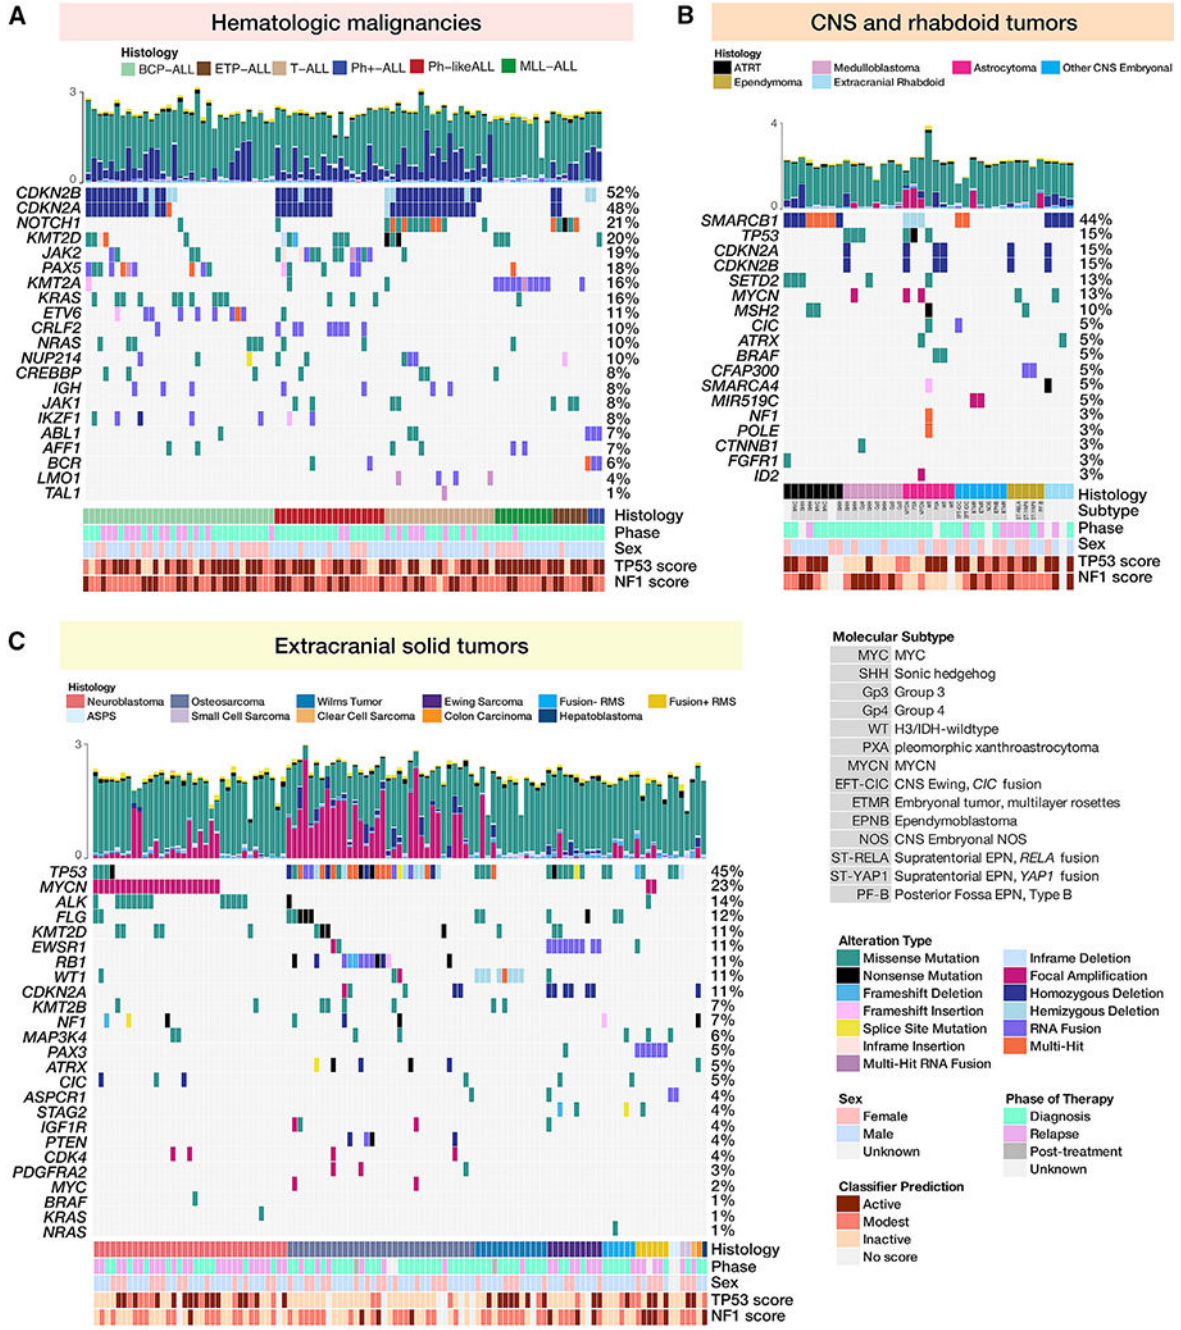 A
Hematologic malignancies
Histology
BCP-ALL ETP-ALL T-ALL Ph+-ALL Ph-likeALL MLL-ALL
3
0
CDKN2B 52%
CDKN2A 48%
NOTCH1 21%
KMT2D 20%
JAK2 19%
PAX5 18%
KMT2A 16%
KRAS 16%
ETV6 11%
CRLF2 10%
NRAS 10%
NUP214 10%
CREBBP 8%
IGH 8%
JAK1 8%
IKZF1 8%
ABL1 7%
AFF1 7%
BCR 6%
LMO1 4%
TAL1 1%
Histology
Phase
Sex
TP53 score
NF1 score
B
CNS and rhabdoid tumors
Histology
ATRT Medulloblastoma Astrocytoma Other CNS Embryonal
Ependymoma Extracranial Rhabdoid
4
0
SMARCB1 44%
TP53 15%
CDKN2A 15%
CDKN2B 15%
SETD2 13%
MYCN 13%
MSH2 10%
CIC 5%
ATRX 5%
BRAF 5%
CFAP300 5%
SMARCA4 5%
MIR519C 5%
NF1 3%
POLE 3%
CTNNB1 3%
FGFR1 3%
ID2 3%
Histology
Subtype
Phase
Sex
TP53 score
NF1 score
C
Extracranial solid tumors
Histology
Neuroblastoma Osteosarcoma Wilms Tumor Ewing Sarcoma Fusion- RMS Fusion+ RMS
ASPS Small Cell Sarcoma Clear Cell Sarcoma Colon Carcinoma Hepatoblastoma
3
0
TP53 45%
MYCN 23%
ALK 14%
FLG 12%
KMT2D 11%
EWSR1 11%
RB1 11%
WT1 11%
CDKN2A 11%
KMT2B 7%
NF1 7%
MAP3K4 6%
PAX3 5%
ATRX 5%
CIC 5%
ASPCR1 4%
STAG2 4%
IGF1R 4%
PTEN 4%
CDK4 4%
PDGFRA2 3%
MYC 2%
BRAF 1%
KRAS 1%
NRAS 1%
Histology
Phase
Sex
TP53 score
NF1 score
Molecular Subtype
MYC MYC
SHH Sonic hedgehog
Gp3 Group 3
Gp4 Group 4
WT H3/IDH-wildtype
PXA pleomorphic xanthroastrocytoma
MYCN MYCN
EFT-CIC CNS Ewing, CIC fusion
ETMR Embryonal tumor, multilayer rosettes
EPNB Ependymoblastoma
NOS CNS Embryonal NOS
ST-RELA Supratentorial EPN, RELA fusion
ST-YAP1 Supratentorial EPN, YAP1 fusion
PF-B Posterior Fossa EPN, Type B
Alteration Type
Missense Mutation Inframe Deletion
Nonsense Mutation Focal Amplification
Frameshift Deletion Homozygous Deletion
Frameshift Insertion Hemizygous Deletion
Splice Site Mutation RNA Fusion
Inframe Insertion Multi-Hit
Multi-Hit RNA Fusion
Sex Phase of Therapy
Female Diagnosis
Male Relapse
Unknown Post-treatment
Unknown
Classifier Prediction
Active
Modest
Inactive
No score